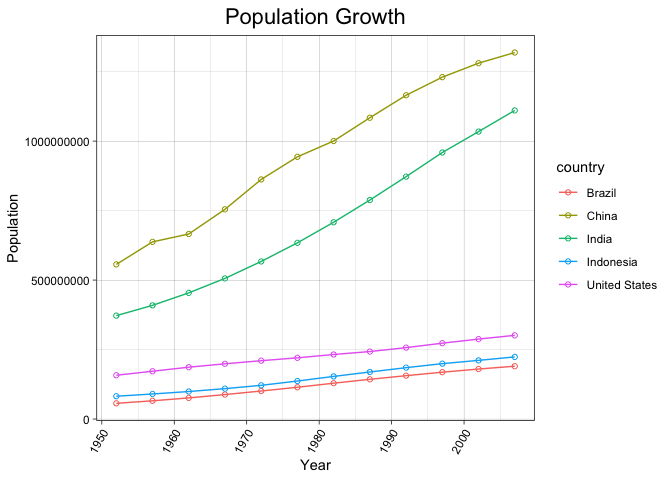 Population Growth
Population
1000000000
500000000
0
1950
1960
1970
1980
1990
2000
Year
country
Brazil
China
India
Indonesia
United States